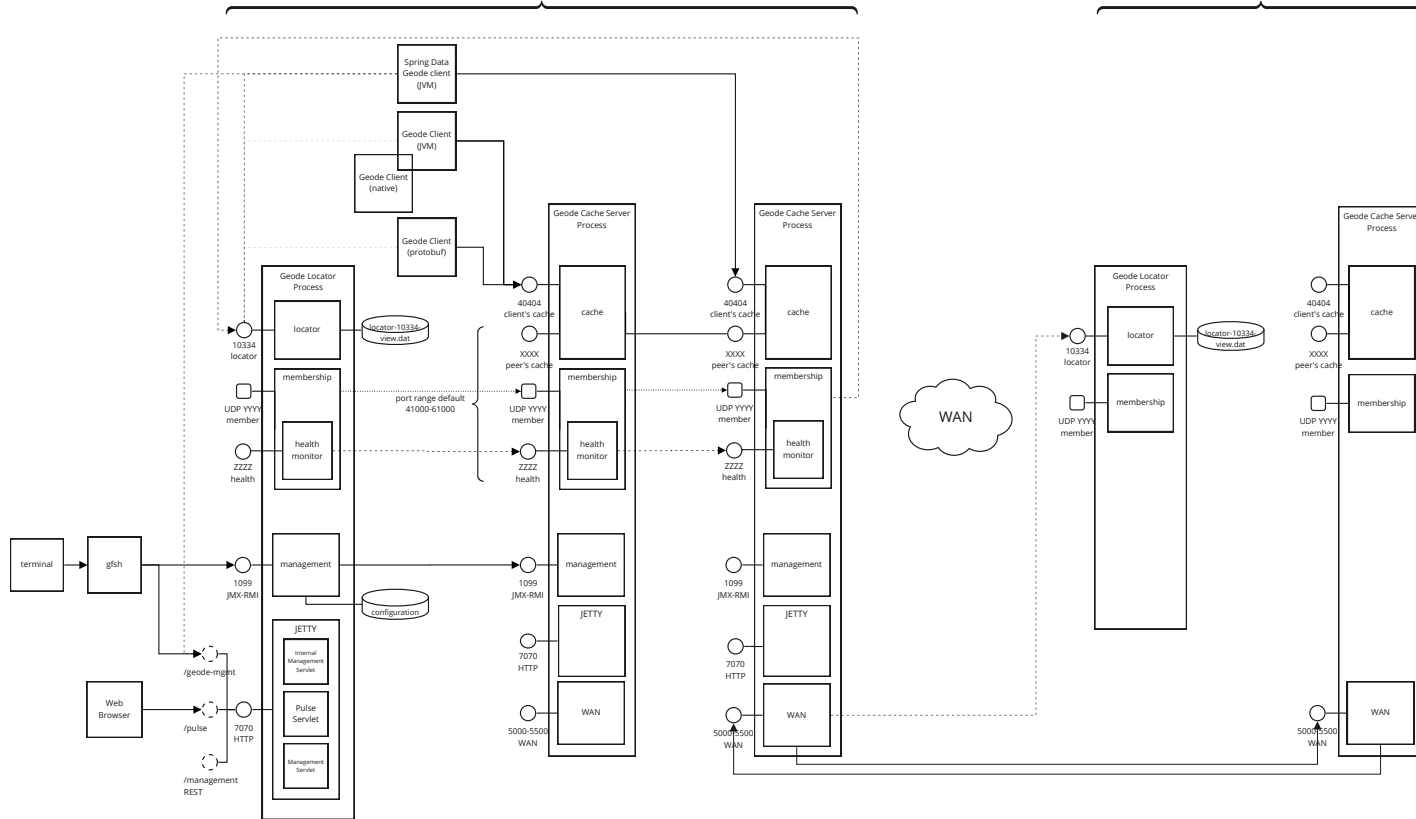 Spring Data
Geode client
(JVM)
Geode Client
(JVM)
Geode Client
(native)
Geode Client
(protobuf)
Geode Locator
Process
locator
10334
locator
locator-10334-
view.dat
membership
UDP YYYY
member
health
monitor
ZZZZ
health
port range default
41000-61000
terminal
gfsh
management
1099
JMX-RMI
configuration
JETTY
Internal
Management
Servlet
Pulse
Servlet
Management
Servlet
/geode-mgmt
Web
Browser
/pulse
7070
HTTP
/management
REST
Geode Cache Server
Process
cache
40404
client's cache
XXXX
peer's cache
membership
UDP YYYY
member
health
monitor
ZZZZ
health
management
1099
JMX-RMI
JETTY
7070
HTTP
WAN
5000-5500
WAN
Geode Cache Server
Process
cache
40404
client's cache
XXXX
peer's cache
membership
UDP YYYY
member
health
monitor
ZZZZ
health
management
1099
JMX-RMI
JETTY
7070
HTTP
WAN
5000-5500
WAN
WAN
Geode Locator
Process
locator
10334
locator
locator-10334-
view.dat
membership
UDP YYYY
member
Geode Cache Serve
Process
cache
40404
client's cache
XXXX
peer's cache
membership
UDP YYYY
member
WAN
5000-5500
WAN